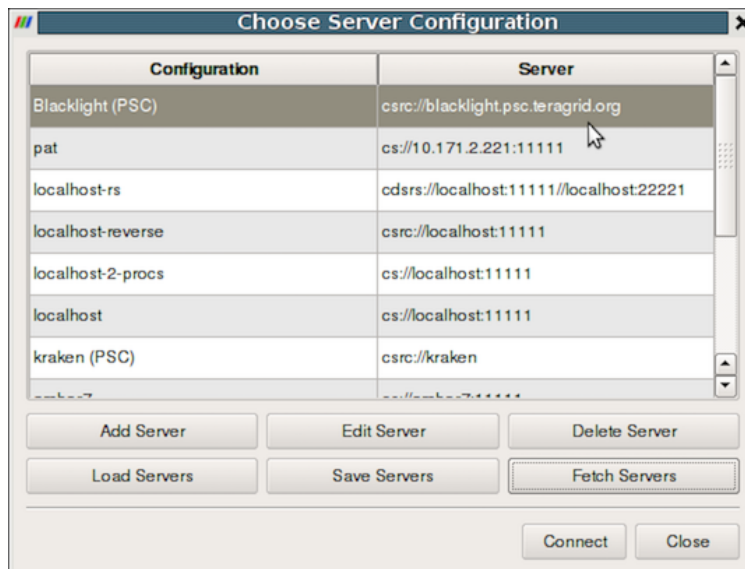 Choose Server Configuration
Configuration Server
Blacklight (PSC) csrc://blacklight.psc.teragrid.org
pat cs://10.171.2.221:11111
localhost-rs cdsrs://localhost:11111//localhost:22221
localhost-reverse csrc://localhost:11111
localhost-2-procs cs://localhost:11111
localhost cs://localhost:11111
kraken (PSC) csrc://kraken
Add Server Edit Server Delete Server
Load Servers Save Servers Fetch Servers
Connect Close